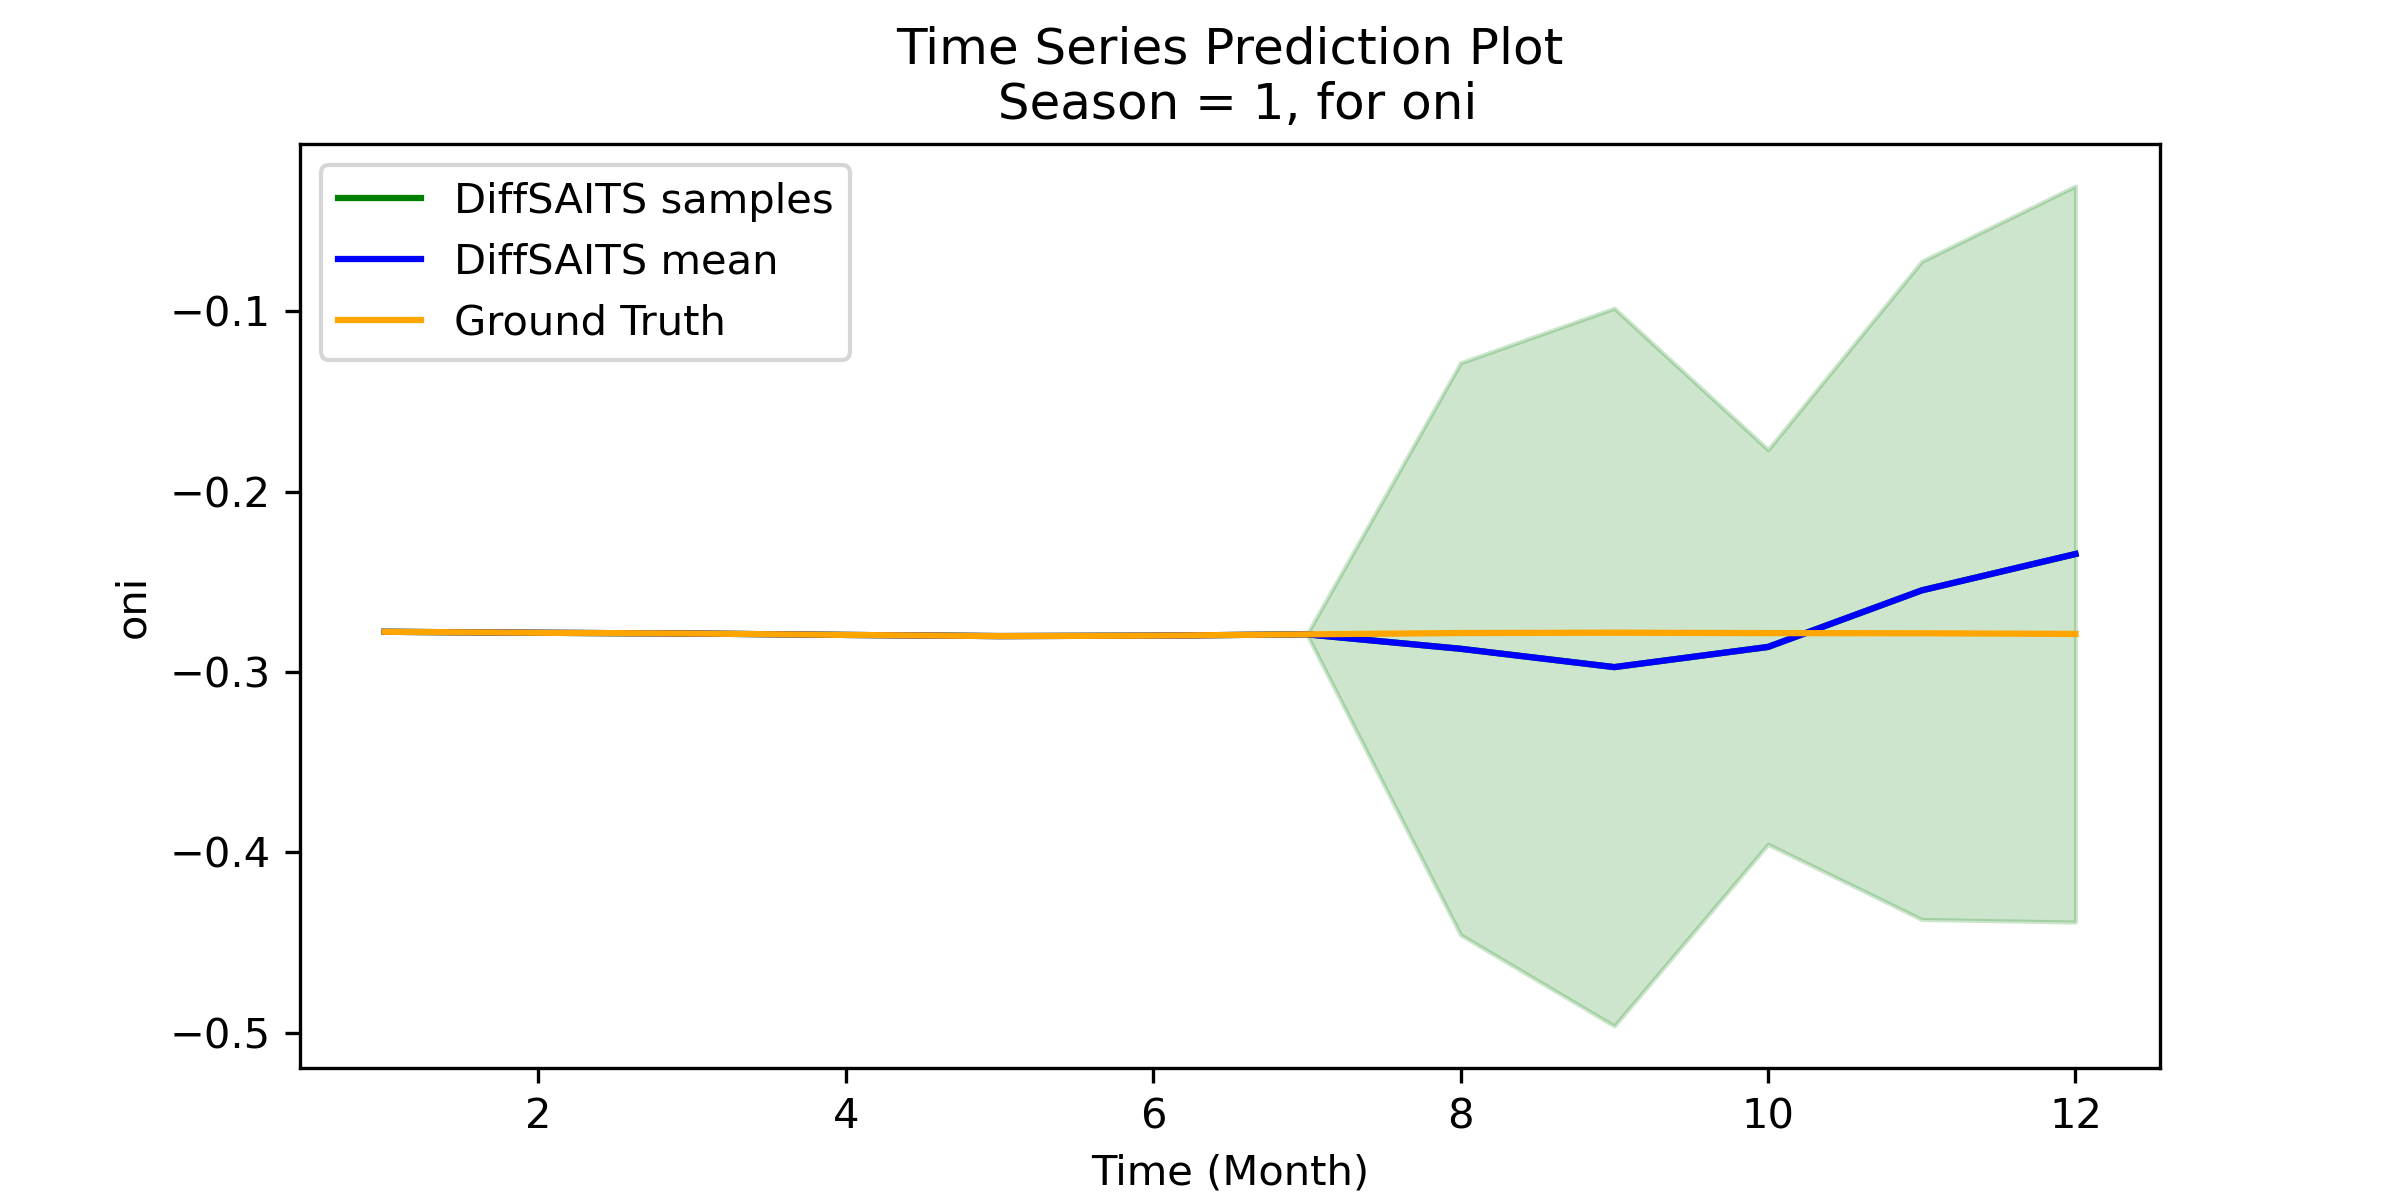 Time Series Prediction Plot
Season = 1, for oni
DiffSAITS samples
DiffSAITS mean
Ground Truth
−0.1
−0.2
−0.3
−0.4
−0.5
oni
2 4 6 8 10 12
Time (Month)